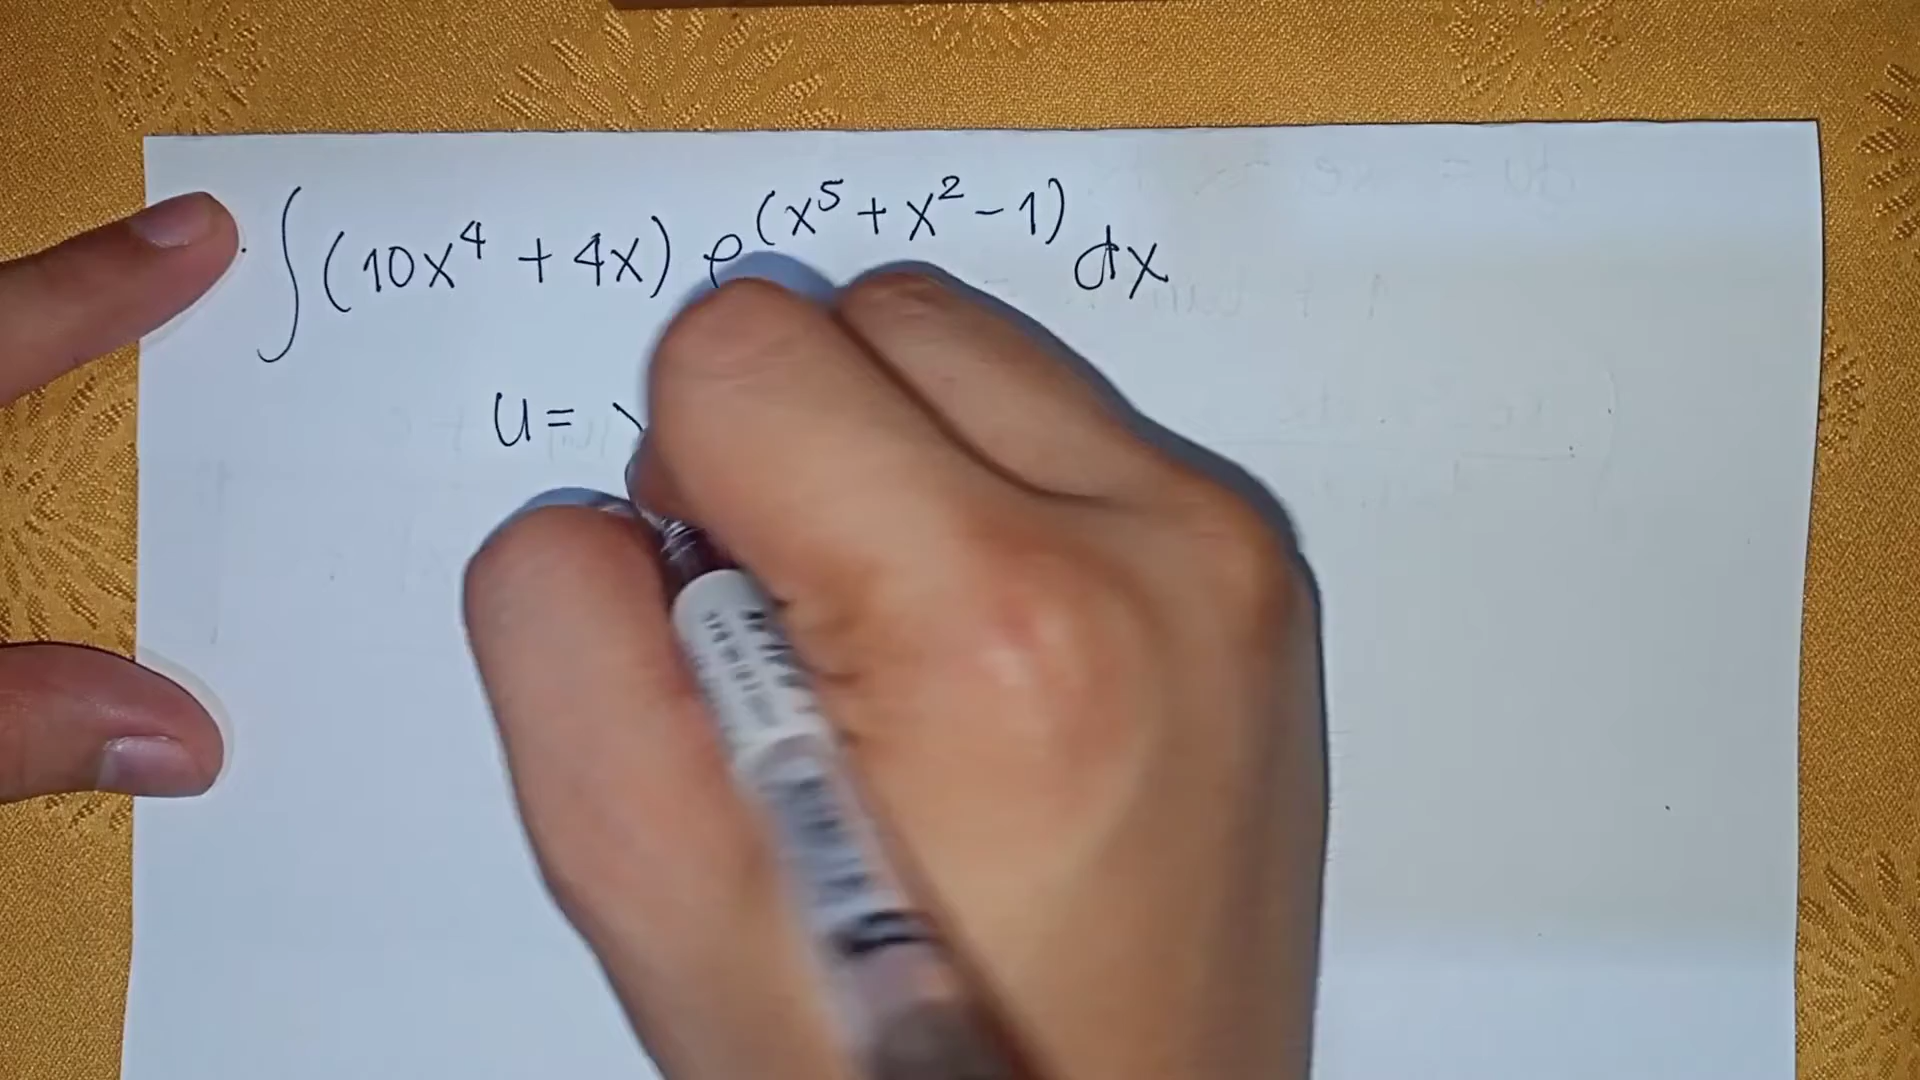 ∫(10x⁴ + 4x) e^(x⁵ + x² - 1) dx
u =